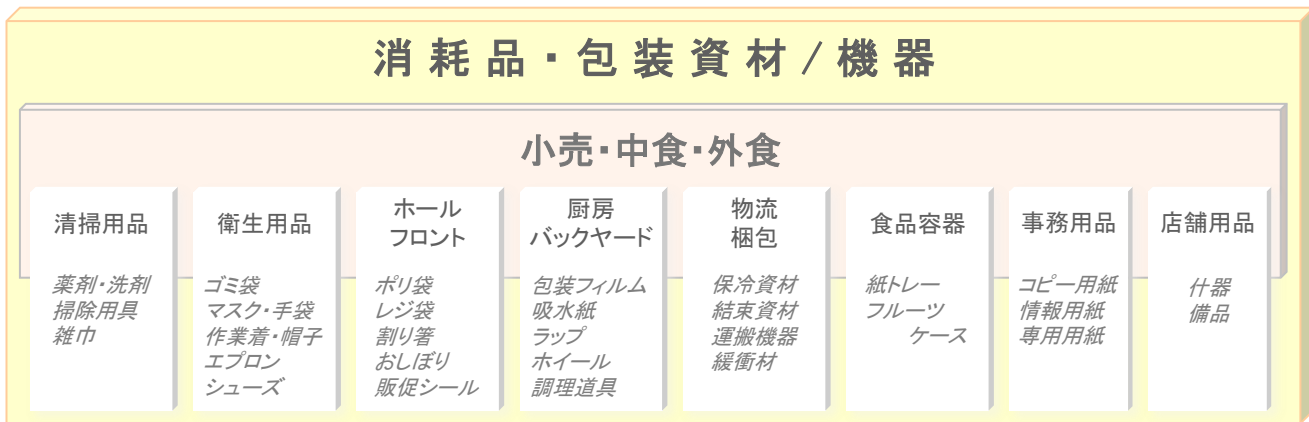 消耗品・包装資材/機器
小売・中食・外食
清掃用品
薬剤・洗剤
掃除用具
雑巾
衛生用品
ゴミ袋
マスク・手袋
作業着・帽子
エプロン
シューズ
ホール
フロント
ポリ袋
レジ袋
割り箸
おしぼり
販促シール
厨房
バックヤード
包装フィルム
吸水紙
ラップ
ホイール
調理道具
物流
梱包
保冷資材
結束資材
運搬機器
緩衝材
食品容器
紙トレー
フルーツ
ケース
事務用品
コピー用紙
情報用紙
専用用紙
店舗用品
什器
備品